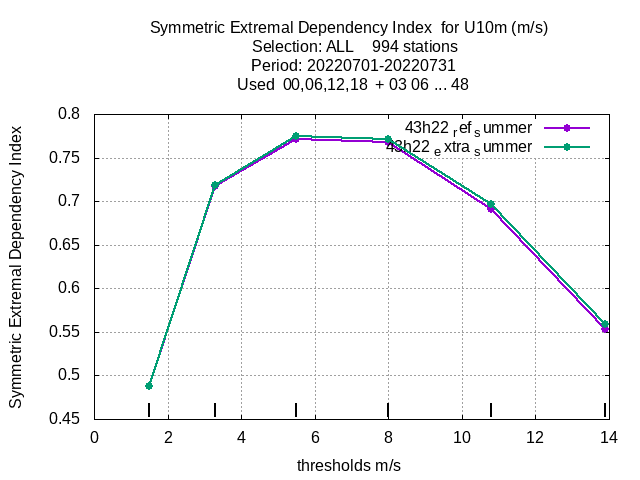 Symmetric Extremal Dependency Index  for U10m (m/s)
Selection: ALL    994 stations
Period: 20220701-20220731
Used  00,06,12,18  + 03 06 ... 48
43h22 ref summer
43h22 extra summer
Symmetric Extremal Dependency Index
0.8
0.75
0.7
0.65
0.6
0.55
0.5
0.45
0 2 4 6 8 10 12 14
thresholds m/s